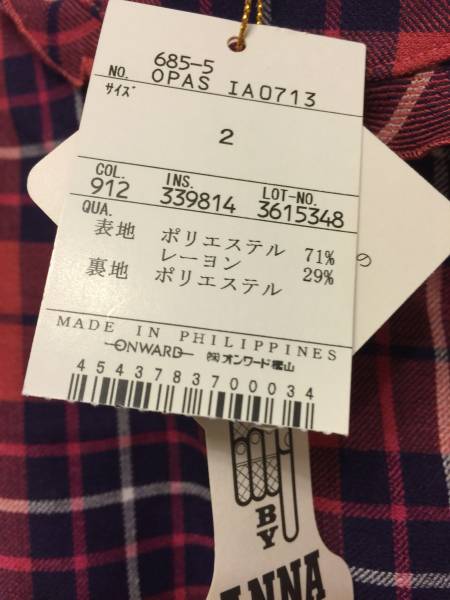 685-5
NO. OPAS IA0713
サイズ
2
COL. INS. LOT-NO.
912 339814 3615348
QUA.
表地 ポリエステル 71%
レーヨン 29%
裏地 ポリエステル
の
MADE IN PHILIPPINES
ONWARD ㈱オンワード樫山
4543783700034
BY